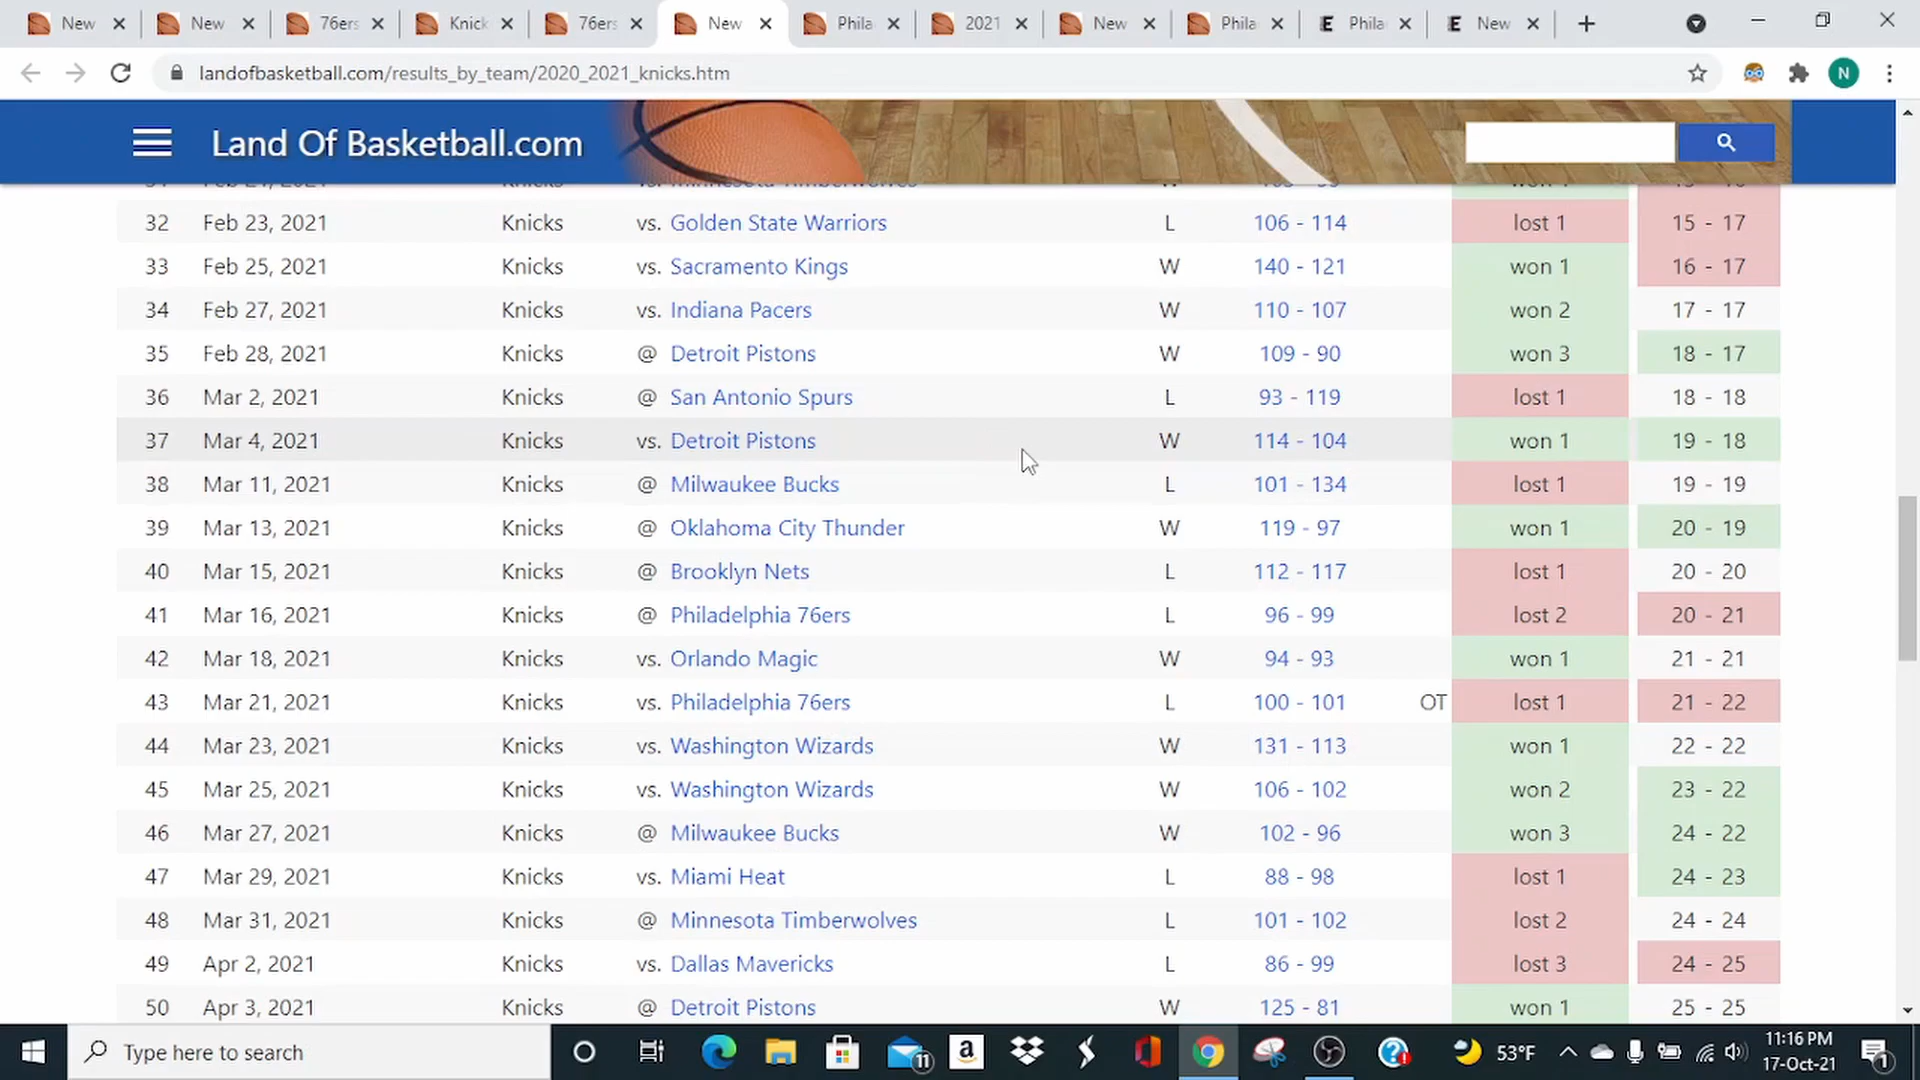 New
New
76ers
Knick
76ers
New
Phila
2021
New
Phila
E Phila
E New
landofbasketball.com/results_by_team/2020_2021_knicks.htm
N
Land Of Basketball.com
32 Feb 23, 2021 Knicks vs. Golden State Warriors L 106 - 114 lost 1 15 - 17
33 Feb 25, 2021 Knicks vs. Sacramento Kings W 140 - 121 won 1 16 - 17
34 Feb 27, 2021 Knicks vs. Indiana Pacers W 110 - 107 won 2 17 - 17
35 Feb 28, 2021 Knicks @ Detroit Pistons W 109 - 90 won 3 18 - 17
36 Mar 2, 2021 Knicks @ San Antonio Spurs L 93 - 119 lost 1 18 - 18
37 Mar 4, 2021 Knicks vs. Detroit Pistons W 114 - 104 won 1 19 - 18
38 Mar 11, 2021 Knicks @ Milwaukee Bucks L 101 - 134 lost 1 19 - 19
39 Mar 13, 2021 Knicks @ Oklahoma City Thunder W 119 - 97 won 1 20 - 19
40 Mar 15, 2021 Knicks @ Brooklyn Nets L 112 - 117 lost 1 20 - 20
41 Mar 16, 2021 Knicks @ Philadelphia 76ers L 96 - 99 lost 2 20 - 21
42 Mar 18, 2021 Knicks vs. Orlando Magic W 94 - 93 won 1 21 - 21
43 Mar 21, 2021 Knicks vs. Philadelphia 76ers L 100 - 101 OT lost 1 21 - 22
44 Mar 23, 2021 Knicks vs. Washington Wizards W 131 - 113 won 1 22 - 22
45 Mar 25, 2021 Knicks vs. Washington Wizards W 106 - 102 won 2 23 - 22
46 Mar 27, 2021 Knicks @ Milwaukee Bucks W 102 - 96 won 3 24 - 22
47 Mar 29, 2021 Knicks vs. Miami Heat L 88 - 98 lost 1 24 - 23
48 Mar 31, 2021 Knicks @ Minnesota Timberwolves L 101 - 102 lost 2 24 - 24
49 Apr 2, 2021 Knicks vs. Dallas Mavericks L 86 - 99 lost 3 24 - 25
50 Apr 3, 2021 Knicks @ Detroit Pistons W 125 - 81 won 1 25 - 25
Type here to search
11
a
53°F
11:16 PM
17-Oct-21
1